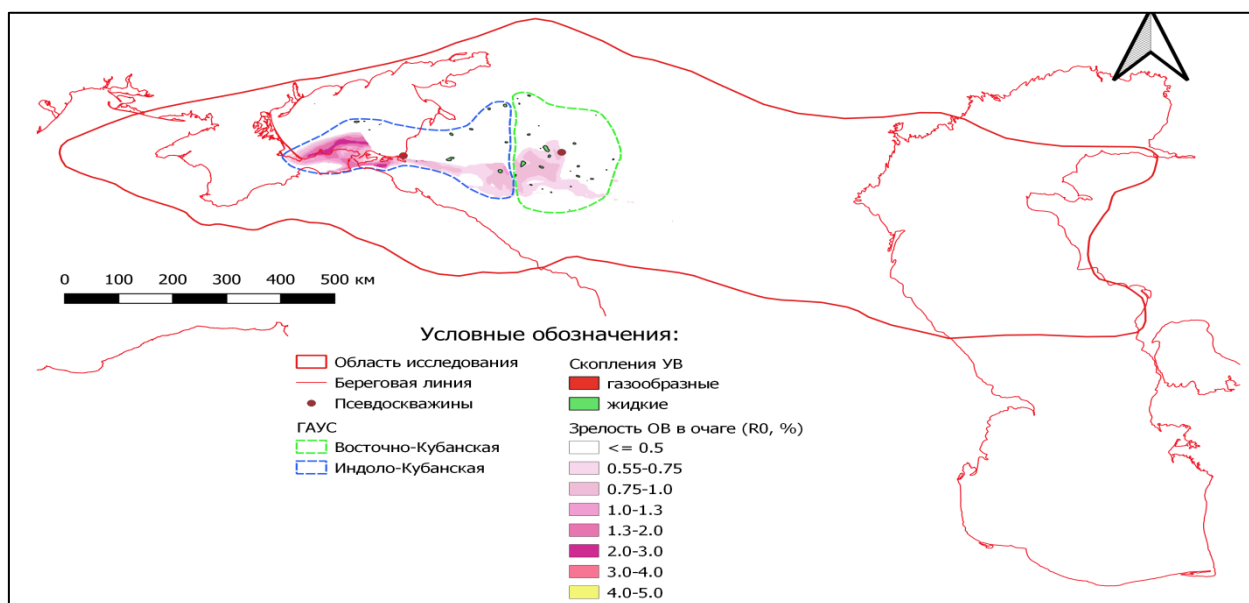 0 100 200 300 400 500 км
Условные обозначения:
Область исследования
Береговая линия
Псевдоскважины
ГАУС
Восточно-Кубанская
Индоло-Кубанская
Скопления УВ
газообразные
жидкие
Зрелость ОВ в очаге (R0, %)
<= 0.5
0.55-0.75
0.75-1.0
1.0-1.3
1.3-2.0
2.0-3.0
3.0-4.0
4.0-5.0